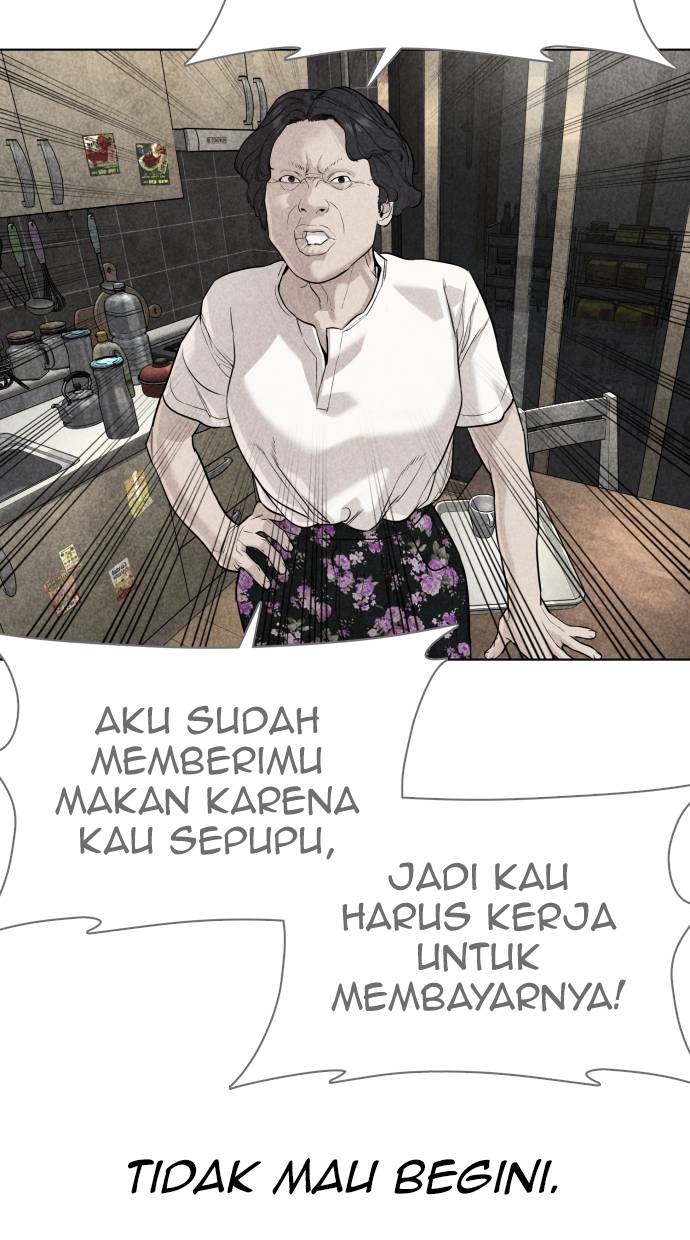 AKU SUDAH
MEMBERIMU
MAKAN KARENA
KAU SEPUPU,
JADI KAU
HARUS KERJA
UNTUK
MEMBAYARNYA!
TIDAK MAU BEGINI.